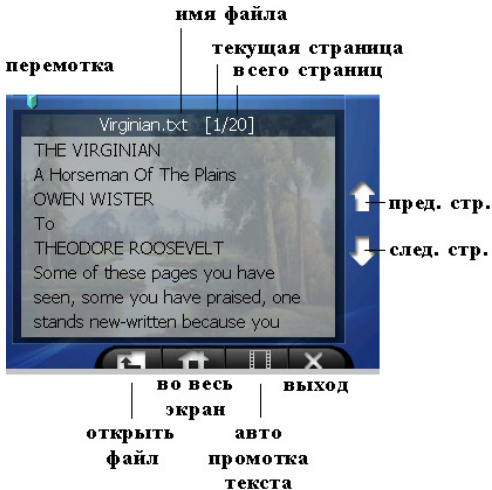 имя файла
текущая страница
всего страниц
перемотка
Virginian.txt [1/20]
THE VIRGINIAN
A Horseman Of The Plains
OWEN WISTER
To
THEODORE ROOSEVELT
Some of these pages you have
seen, some you have praised, one
stands new-written because you
пред. стр.
след. стр.
во весь
экран
выход
открыть
файл
авто
промотка
текста